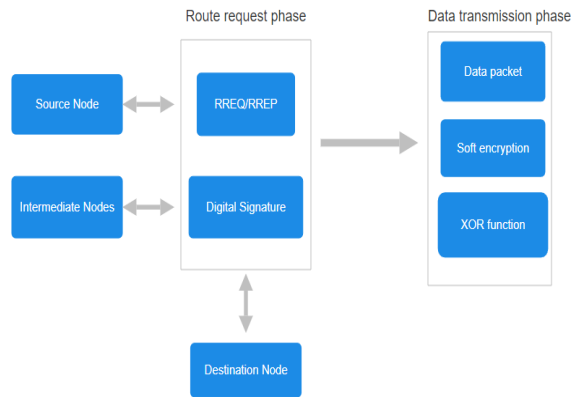 Route request phase
Data transmission phase
Source Node
RREQ/RREP
Data packet
Soft encryption
Intermediate Nodes
Digital Signature
XOR function
Destination Node